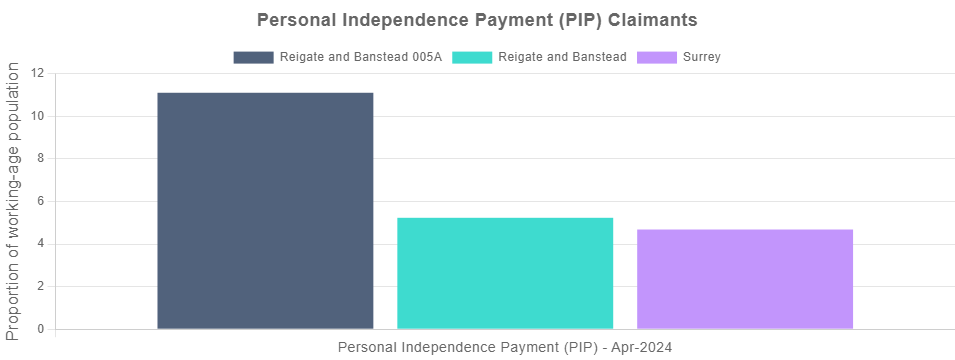 Personal Independence Payment (PIP) Claimants
Reigate and Banstead 005A Reigate and Banstead Surrey
Proportion of working-age population
12
10
8
6
4
2
0
Personal Independence Payment (PIP) - Apr-2024